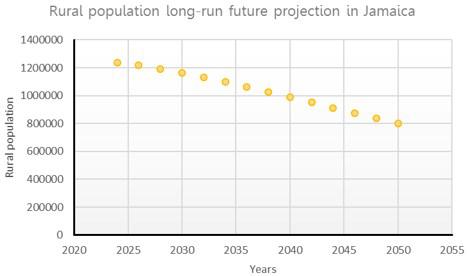 Rural population long-run future projection in Jamaica
1400000
1200000
1000000
800000
600000
400000
200000
0
Rural population
2020 2025 2030 2035 2040 2045 2050 2055
Years